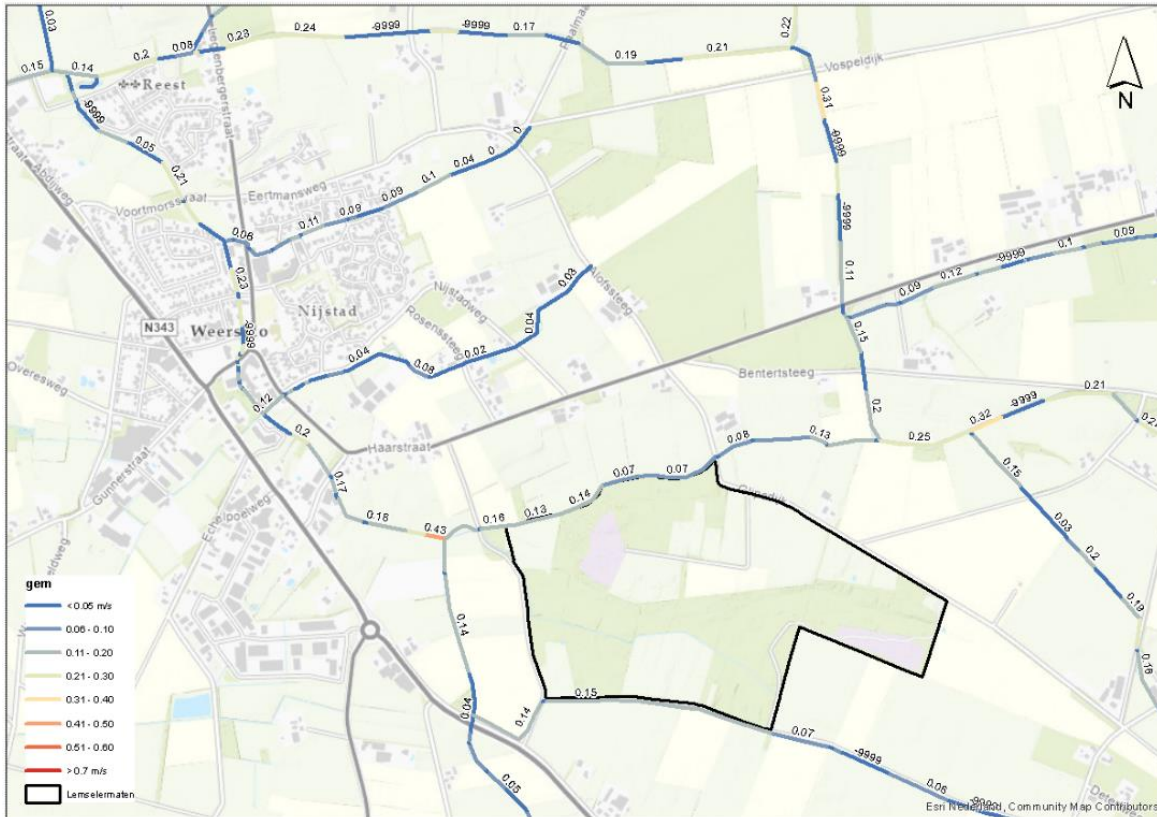 0.03
0.15
0.14
0.2
0.08
0.23
0.24
-9999
-9999
0.17
0.19
0.21
0.22
Vospeldijk
N
Reest
-9999
0.05
0.21
0.31
-9999
-9999
0.11
Eertmansweg
Voortmorsstraat
0.06
0.11
0.09
0.09
0.1
0.04
0
0
0.23
-9999
Nijstad
N343
Nijstadweg
Rossensteeg
Alofssteeg
0.03
0.04
0.02
0.08
0.04
0.09
0.12
-9999
0.1
0.09
0.15
0.2
Bentertsteeg
Overesweg
0.12
0.2
Haarstraat
Gunnerstraat
Echelpoelweg
0.17
0.18
0.43
0.16
0.13
0.14
0.07
0.07
0.08
0.13
0.25
0.32
-9999
0.21
0.15
0.03
0.2
0.19
0.18
0.14
0.04
0.14
0.05
0.15
0.07
-9999
0.06
-9999
gem
<0.05 m/s
0.06 - 0.10
0.11 - 0.20
0.21 - 0.30
0.31 - 0.40
0.41 - 0.50
0.51 - 0.60
>0.7 m/s
Lemselermaten
Esri Nederland, Community Map Contributors